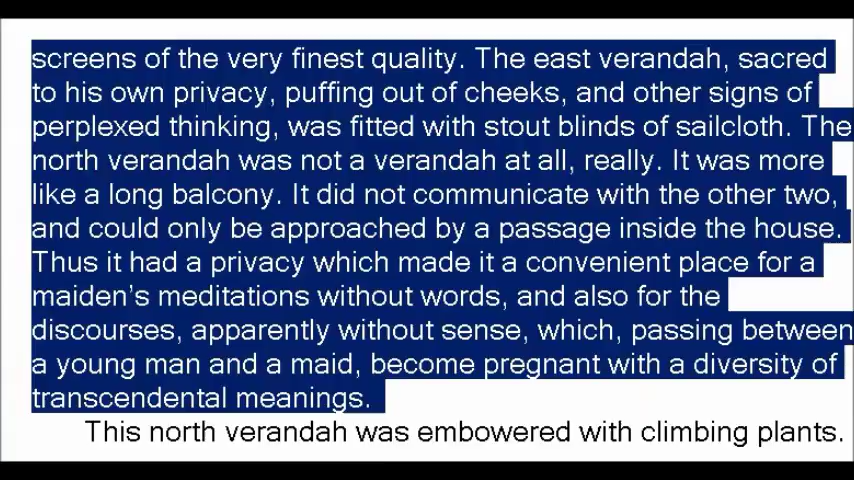 screens of the very finest quality. The east verandah, sacred
to his own privacy, puffing out of cheeks, and other signs of
perplexed thinking, was fitted with stout blinds of sailcloth. The
north verandah was not a verandah at all, really. It was more
like a long balcony. It did not communicate with the other two,
and could only be approached by a passage inside the house.
Thus it had a privacy which made it a convenient place for a
maiden's meditations without words, and also for the
discourses, apparently without sense, which, passing between
a young man and a maid, become pregnant with a diversity of
transcendental meanings.
This north verandah was embowered with climbing plants.